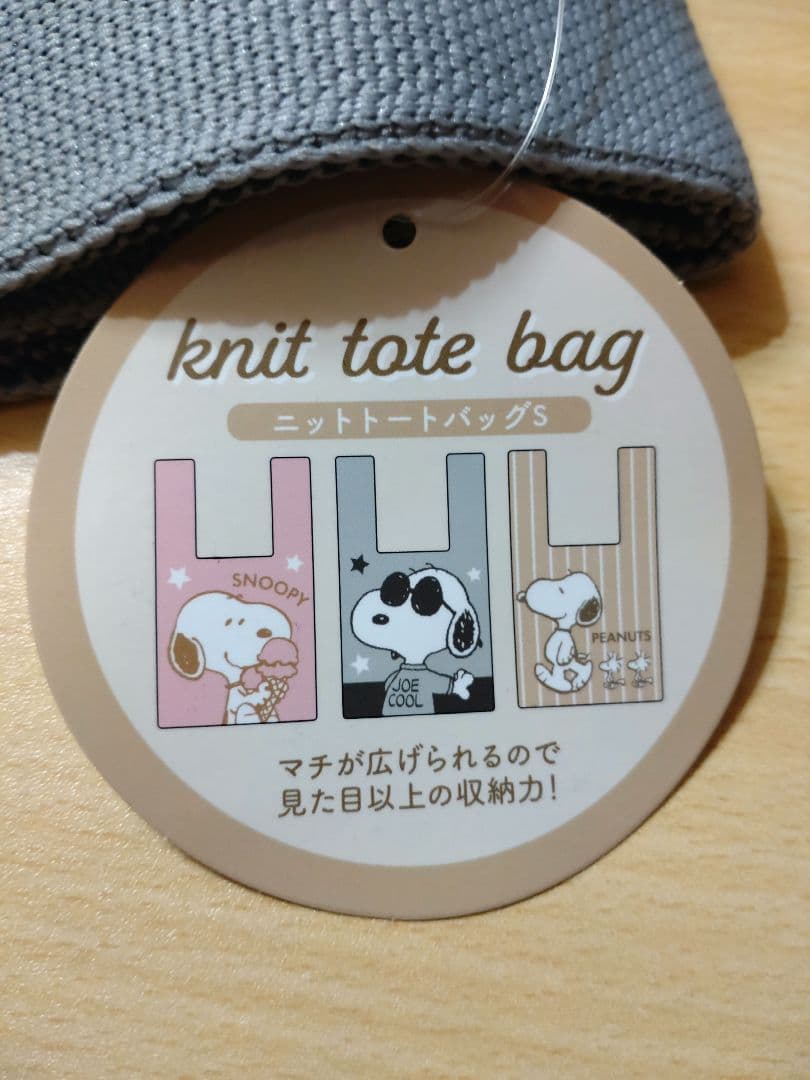 knit tote bag
ニットトートバッグS
SNOOPY
JOE
COOL
PEANUTS
マチが広げられるので
見た目以上の収納力!